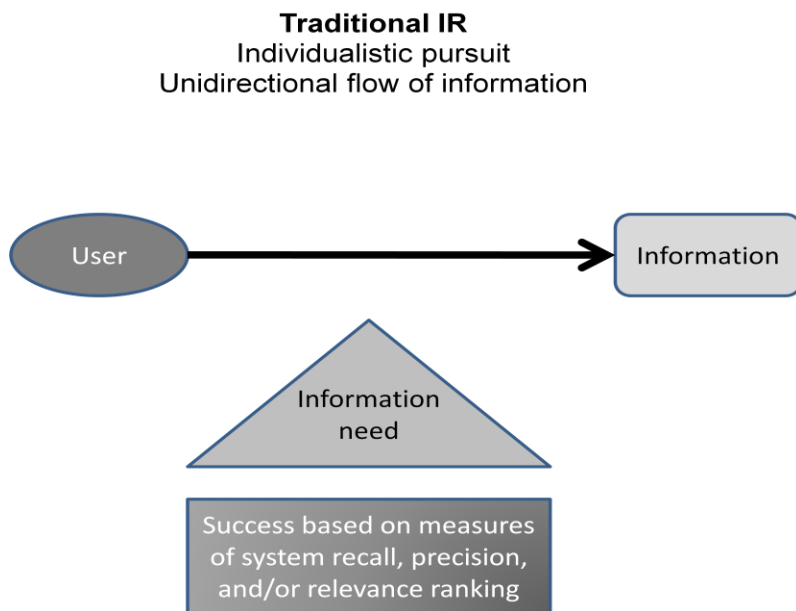 Traditional IR
Individualistic pursuit
Unidirectional flow of information
User
Information
Information
need
Success based on measures
of system recall, precision,
and/or relevance ranking